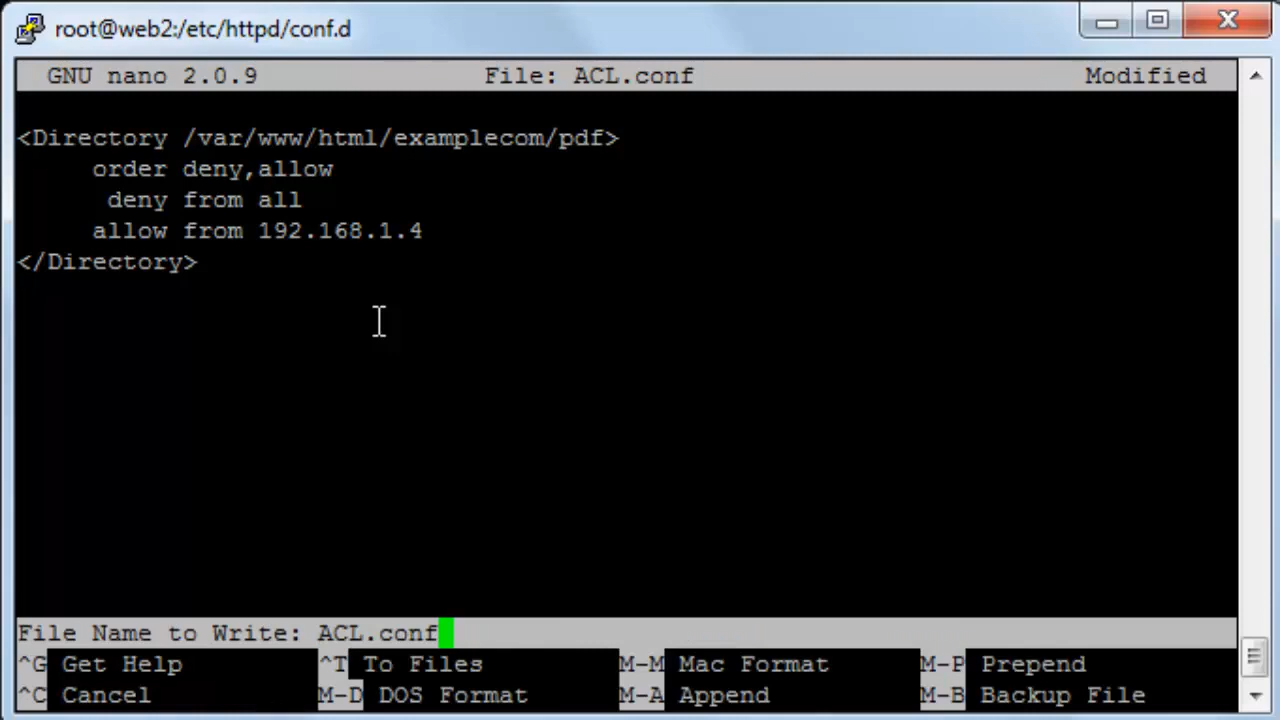 root@web2:/etc/httpd/conf.d
GNU nano 2.0.9 File: ACL.conf Modified
<Directory /var/www/html/examplecom/pdf>
order deny,allow
deny from all
allow from 192.168.1.4
</Directory>
File Name to Write: ACL.conf
^G Get Help ^T To Files M-M Mac Format M-P Prepend
^C Cancel M-D DOS Format M-A Append M-B Backup File